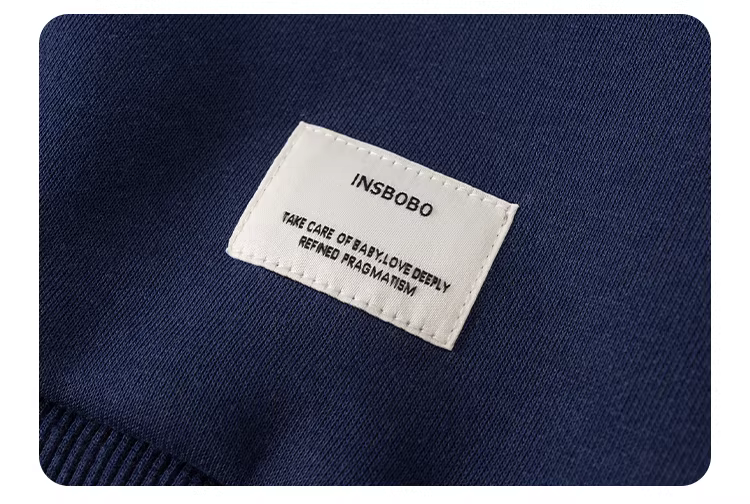 INSBOBO
TAKE CARE OF BABY,LOVE DEEPLY
REFINED PRAGMATISM